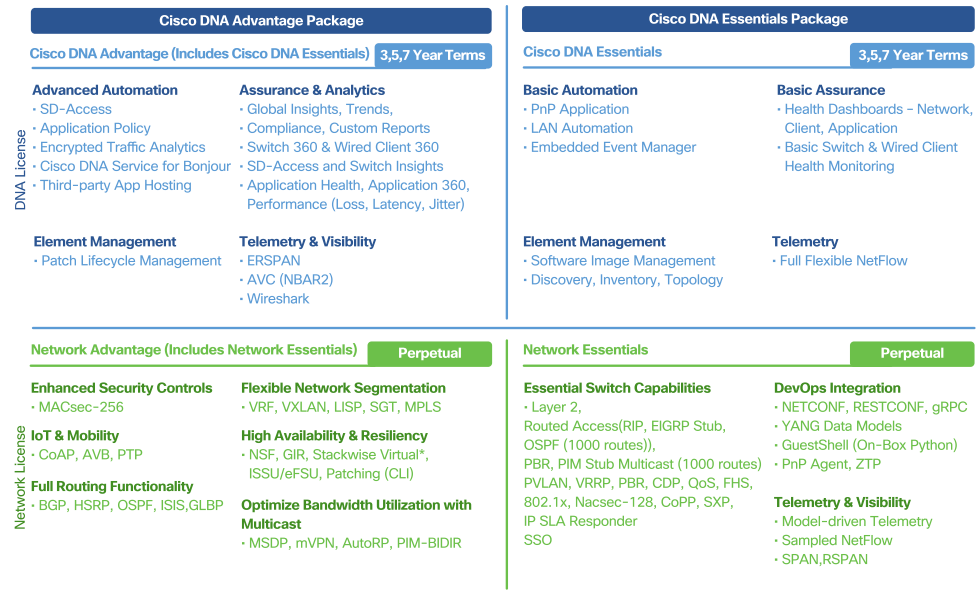 Cisco DNA Advantage Package
Cisco DNA Advantage (Includes Cisco DNA Essentials)
3,5,7 Year Terms
DNA License
Advanced Automation
· SD-Access
· Application Policy
· Encrypted Traffic Analytics
· Cisco DNA Service for Bonjour
· Third-party App Hosting
Assurance & Analytics
· Global Insights, Trends,
· Compliance, Custom Reports
· Switch 360 & Wired Client 360
· SD-Access and Switch Insights
· Application Health, Application 360,
Performance (Loss, Latency, Jitter)
Element Management
· Patch Lifecycle Management
Telemetry & Visibility
· ERSPAN
· AVC (NBAR2)
· Wireshark
Cisco DNA Essentials Package
Cisco DNA Essentials
3,5,7 Year Terms
Basic Automation
· PnP Application
· LAN Automation
· Embedded Event Manager
Basic Assurance
· Health Dashboards - Network,
Client, Application
· Basic Switch & Wired Client
Health Monitoring
Element Management
· Software Image Management
· Discovery, Inventory, Topology
Telemetry
· Full Flexible NetFlow
Network Advantage (Includes Network Essentials)
Perpetual
Network License
Enhanced Security Controls
· MACsec-256
IoT & Mobility
· CoAP, AVB, PTP
Full Routing Functionality
· BGP, HSRP, OSPF, ISIS,GLBP
Flexible Network Segmentation
· VRF, VXLAN, LISP, SGT, MPLS
High Availability & Resiliency
· NSF, GIR, Stackwise Virtual*,
ISSU/eFSU, Patching (CLI)
Optimize Bandwidth Utilization with
Multicast
· MSDP, mVPN, AutoRP, PIM-BIDIR
Network Essentials
Perpetual
Essential Switch Capabilities
· Layer 2,
Routed Access(RIP, EIGRP Stub,
OSPF (1000 routes)),
PBR, PIM Stub Multicast (1000 routes)
PVLAN, VRRP, PBR, CDP, QoS, FHS,
802.1x, Nacsec-128, CoPP, SXP,
IP SLA Responder
SSO
DevOps Integration
· NETCONF, RESTCONF, gRPC
· YANG Data Models
· GuestShell (On-Box Python)
· PnP Agent, ZTP
Telemetry & Visibility
· Model-driven Telemetry
· Sampled NetFlow
· SPAN,RSPAN